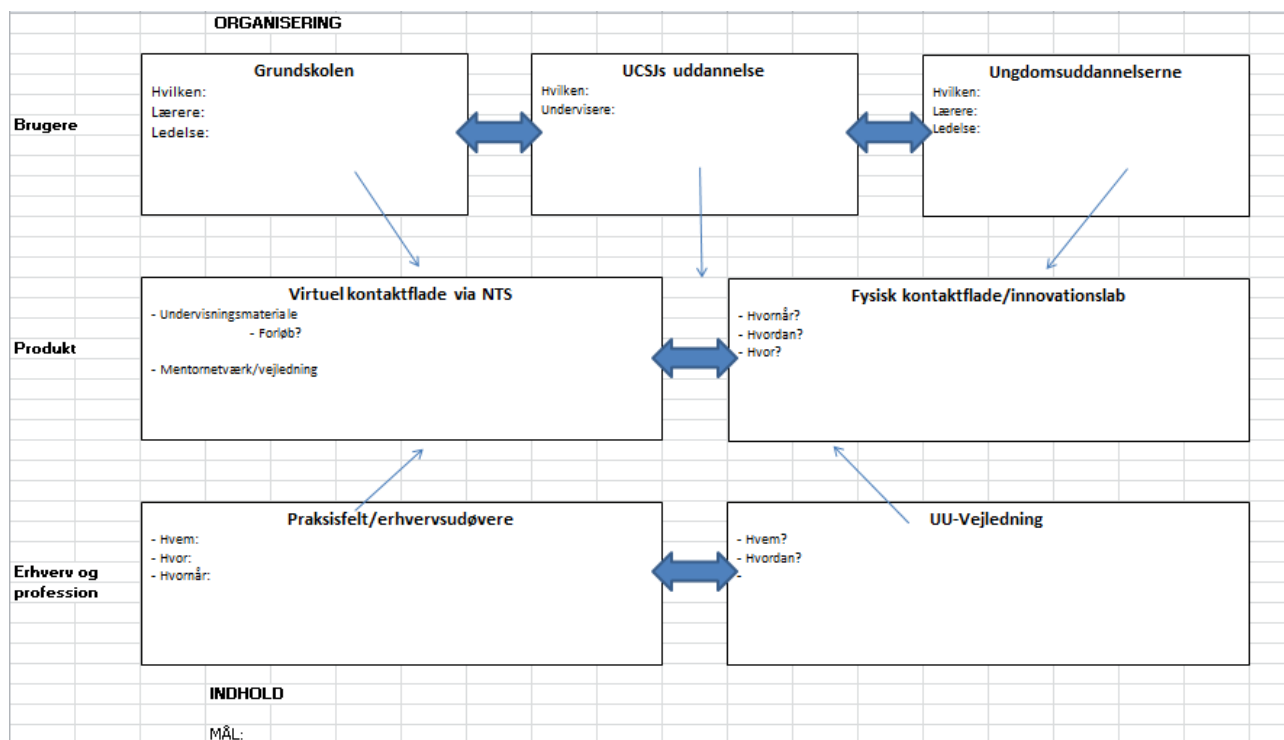 ORGANISERING
Grundskolen
Hvilken:
Lærere:
Ledelse:
UCSJs uddannelse
Hvilken:
Undervisere:
Ungdomsuddannelserne
Hvilken:
Lærere:
Ledelse:
Brugere
Virtuel kontaktflade via NTS
- Undervisningsmateriale
- Forløb?
- Mentornetværk/vejledning
Fysisk kontaktflade/innovationslab
- Hvornår?
- Hvordan?
- Hvor?
Produkt
Praksisfelt/erhvervsudøvere
- Hvem:
- Hvor:
- Hvornår:
UU-Vejledning
- Hvem?
- Hvordan?
-
Erhverv og
profession
INDHOLD
MÅL: